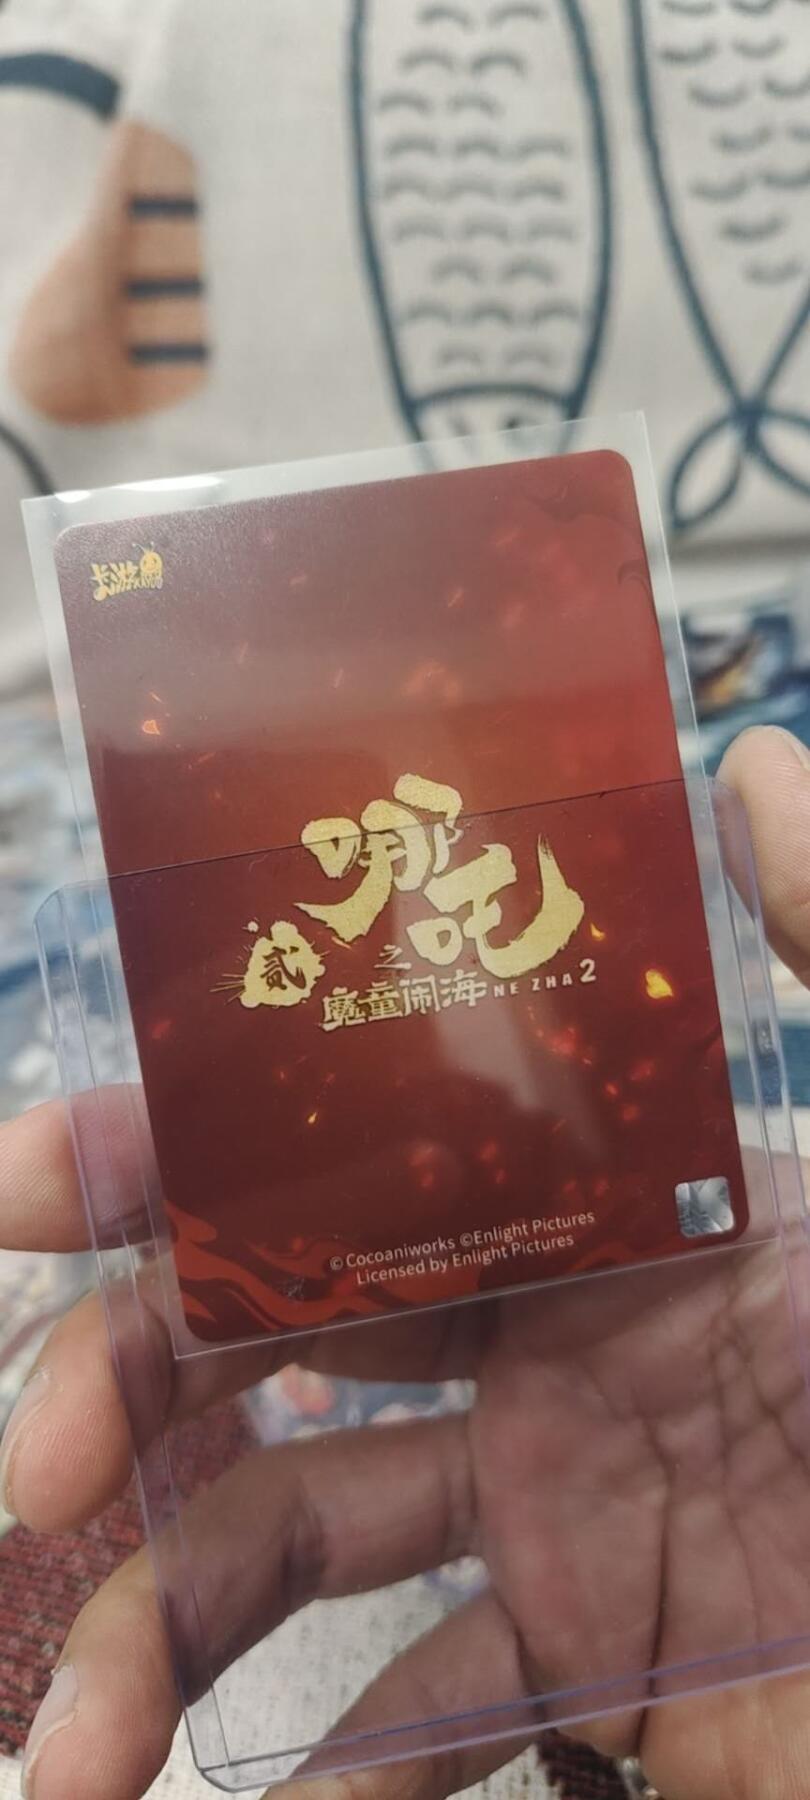 卡游
KAYOU
哪吒
贰
之
魔童闹海 NE ZHA 2
© Cocoaniworks ©Enlight Pictures
Licensed by Enlight Pictures